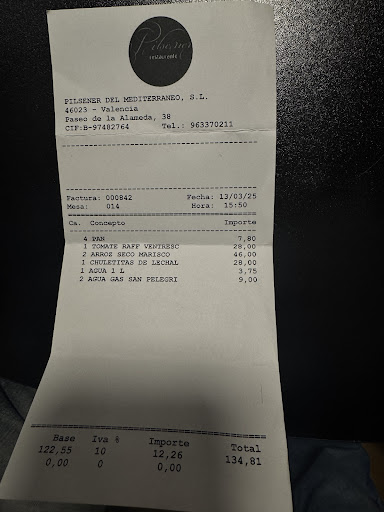 Pilsener
restaurante
PILSENER DEL MEDITERRANEO, S.L.
46023 - Valencia
Paseo de la Alameda, 38
CIF:B-97482764 Tel.: 963370211
Factura: 000842 Fecha: 13/03/25
Mesa: 014 Hora: 15:50
Ca. Concepto Importe
4 PAN 7,80
1 TOMATE RAFF VENTRESC 28,00
2 ARROZ SECO MARISCO 46,00
1 CHULETITAS DE LECHAL 28,00
1 AGUA 1 L 3,75
2 AGUA GAS SAN PELEGRI 9,00
Base Iva % Importe Total
122,55 10 12,26 134,81
0,00 0 0,00